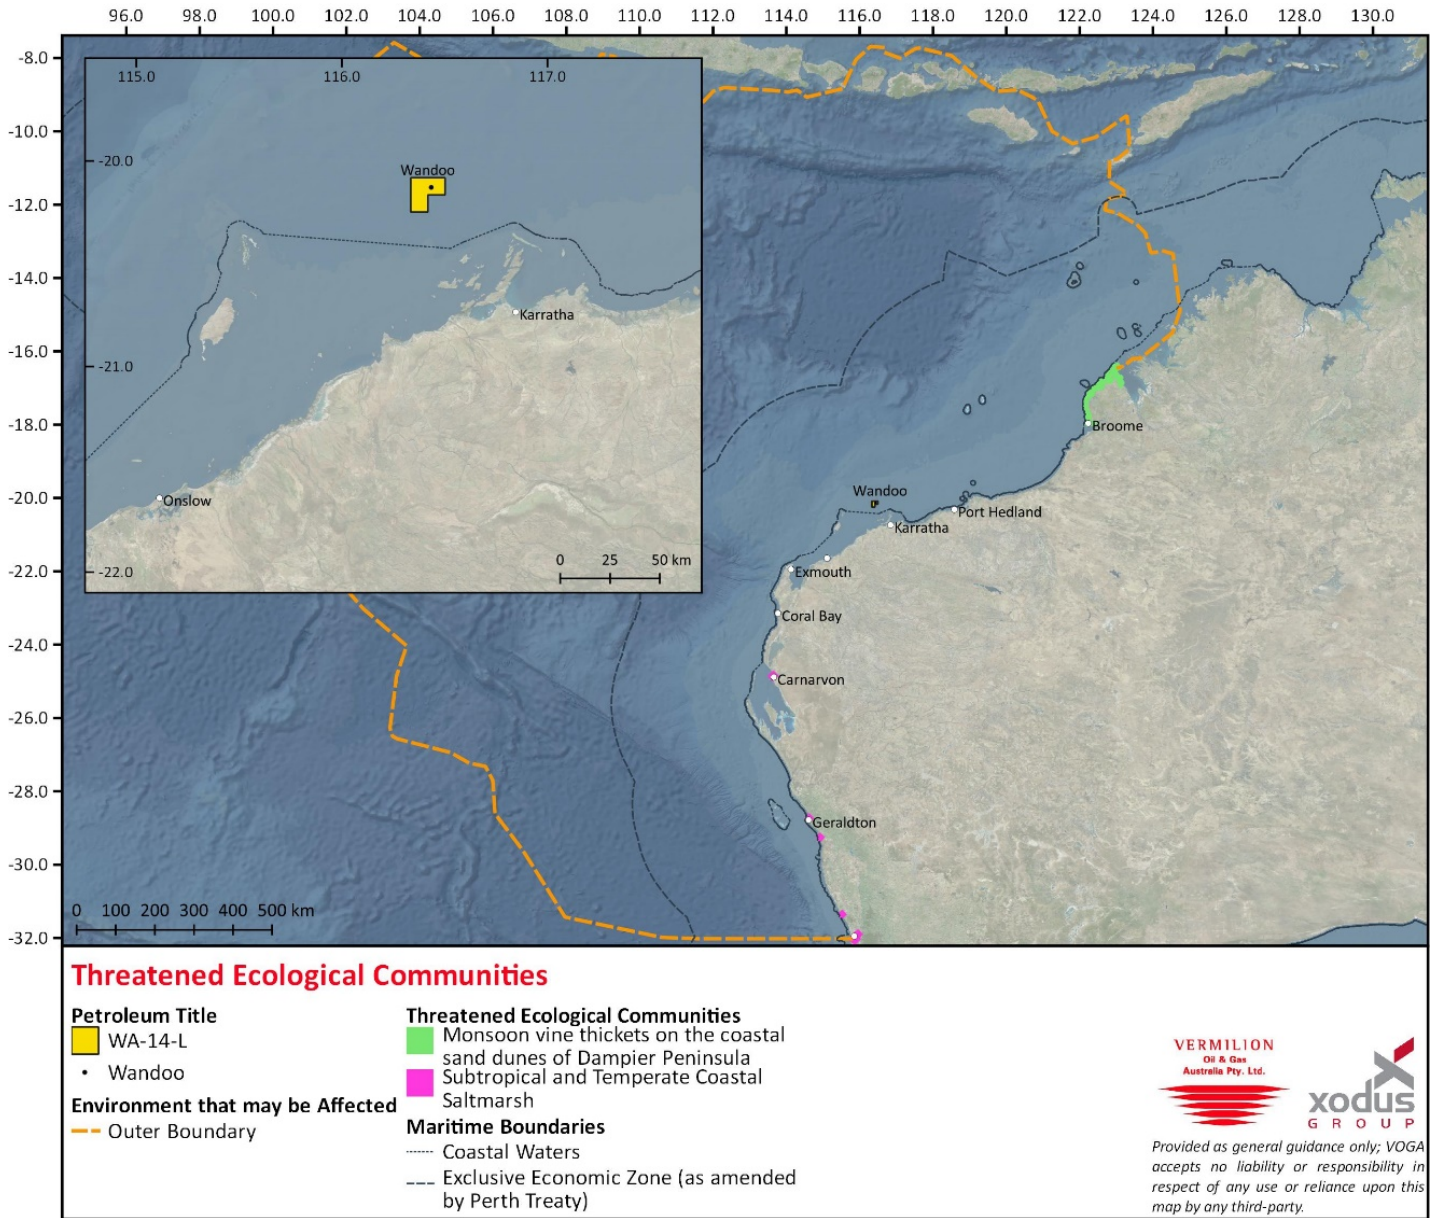 96.0 98.0 100.0 102.0 104.0 106.0 108.0 110.0 112.0 114.0 116.0 118.0 120.0 122.0 124.0 126.0 128.0 130.0
-8.0
-10.0
-12.0
-14.0
-16.0
-18.0
-20.0
-22.0
-24.0
-26.0
-28.0
-30.0
-32.0
115.0 116.0 117.0
-20.0
-21.0
-22.0
Wandoo
Karratha
Onslow
0 25 50 km
Broome
Wandoo
Port Hedland
Karratha
Exmouth
Coral Bay
Carnarvon
Geraldton
0 100 200 300 400 500 km
Threatened Ecological Communities
Petroleum Title
WA-14-L
Wandoo
Environment that may be Affected
Outer Boundary
Threatened Ecological Communities
Monsoon vine thickets on the coastal
sand dunes of Dampier Peninsula
Subtropical and Temperate Coastal
Saltmarsh
Maritime Boundaries
Coastal Waters
Exclusive Economic Zone (as amended
by Perth Treaty)
VERMILION
Oil & Gas
Australia Pty. Ltd.
xodus
GROUP
Provided as general guidance only; VOGA
accepts no liability or responsibility in
respect of any use or reliance upon this
map by any third-party.